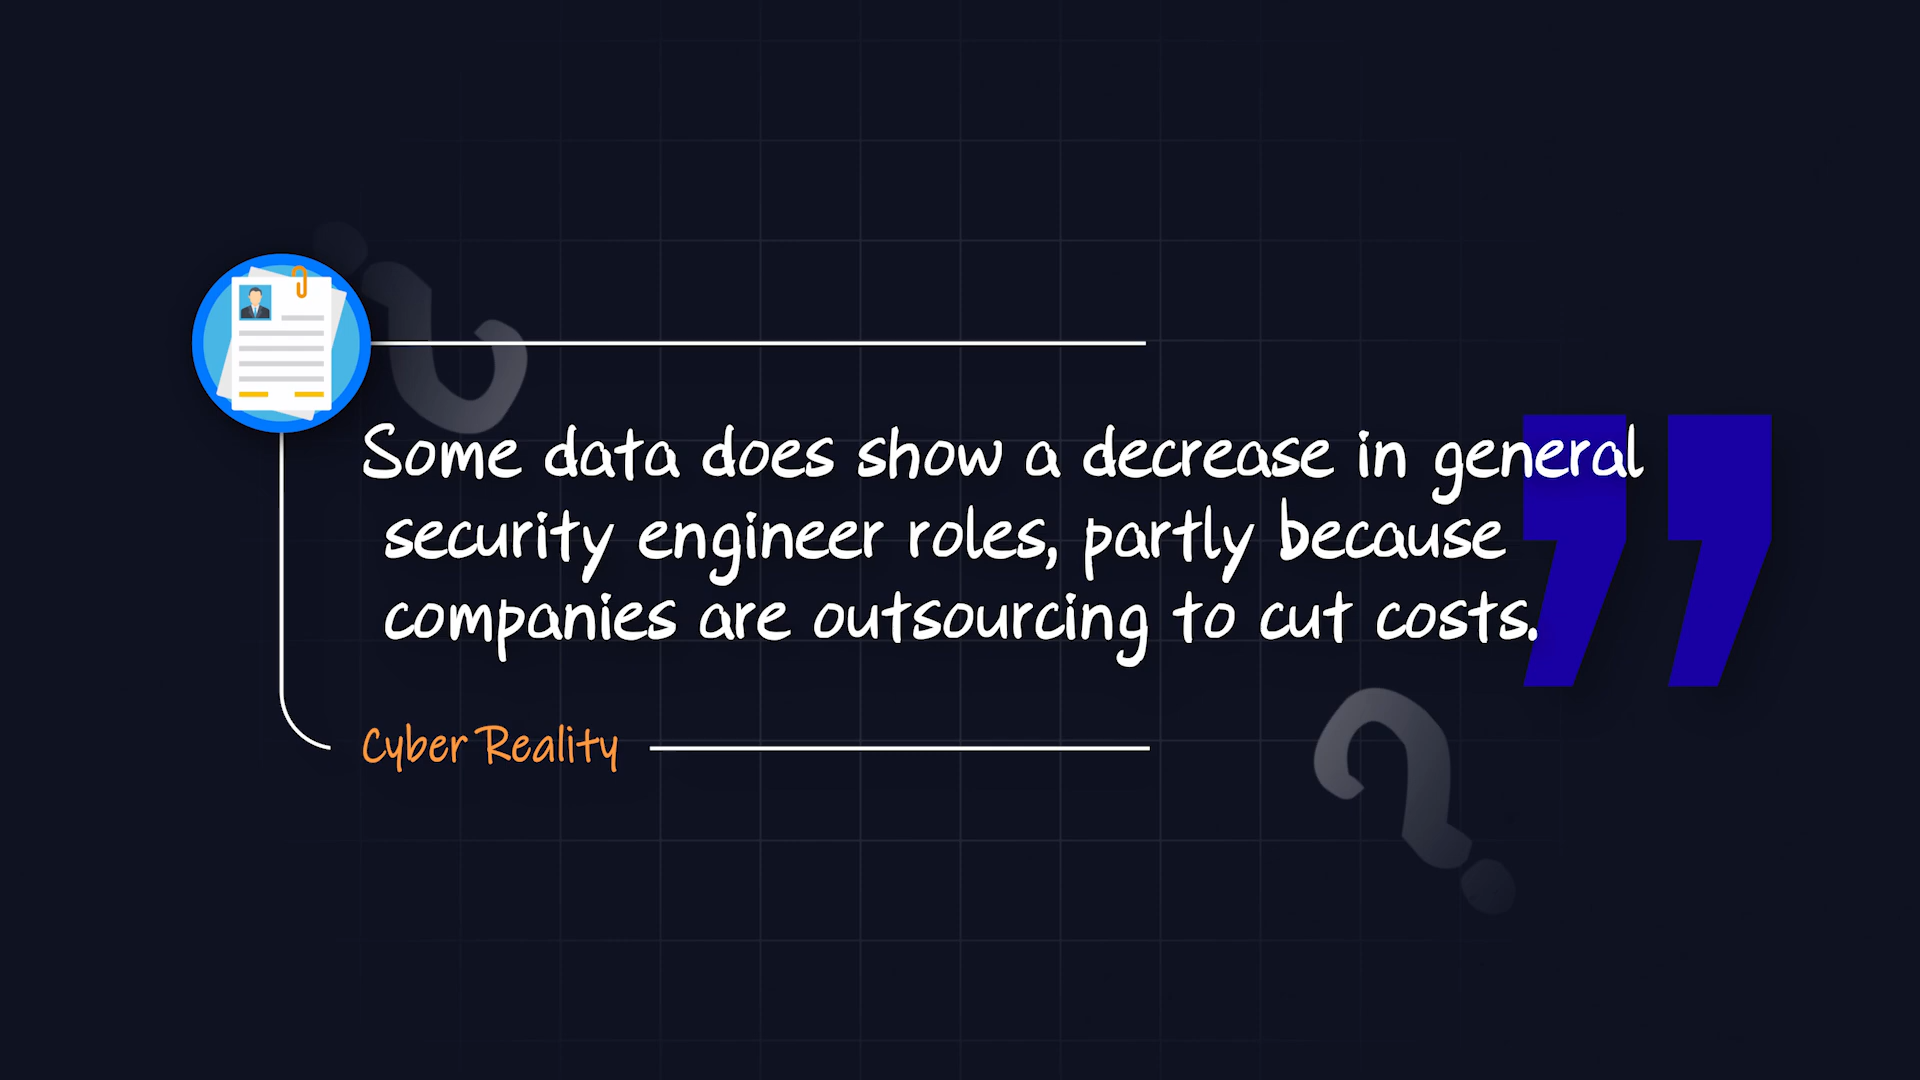 Some data does show a decrease in general
security engineer roles, partly because
companies are outsourcing to cut costs.
Cyber Reality